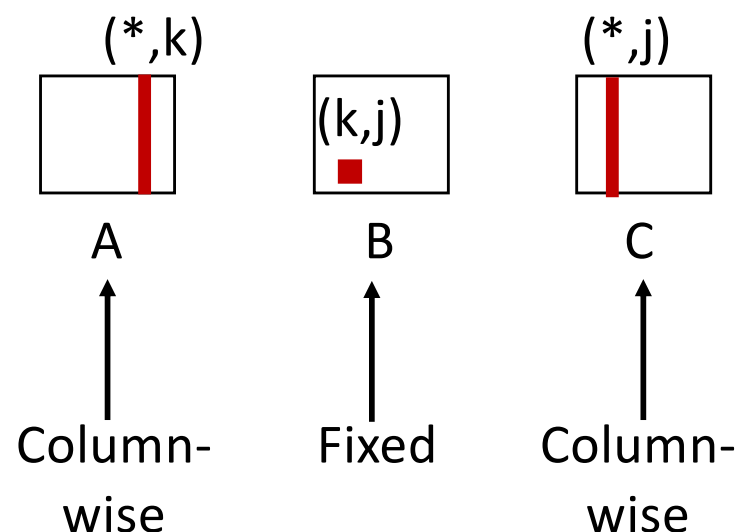 (*,k)
(*,j)
(k,j)
A
B
C
Column-
wise
Fixed
Column-
wise